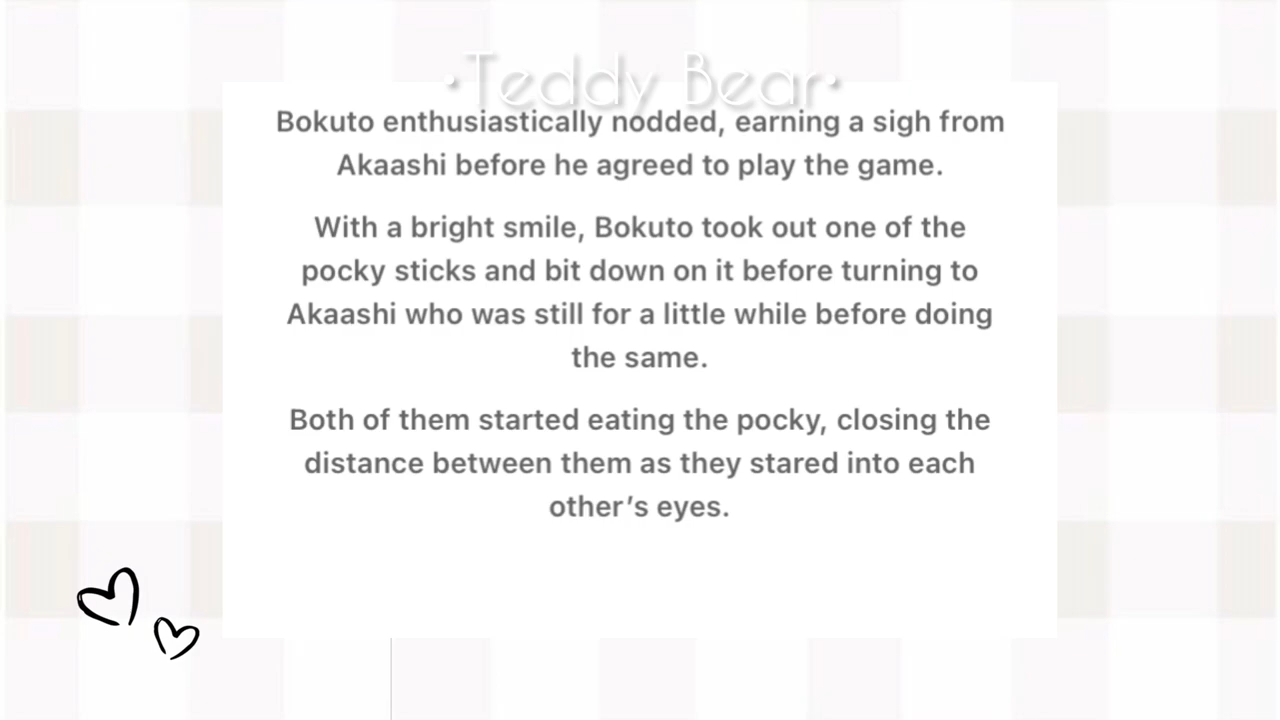 •Teddy Bear•
Bokuto enthusiastically nodded, earning a sigh from
Akaashi before he agreed to play the game.
With a bright smile, Bokuto took out one of the
pocky sticks and bit down on it before turning to
Akaashi who was still for a little while before doing
the same.
Both of them started eating the pocky, closing the
distance between them as they stared into each
other’s eyes.